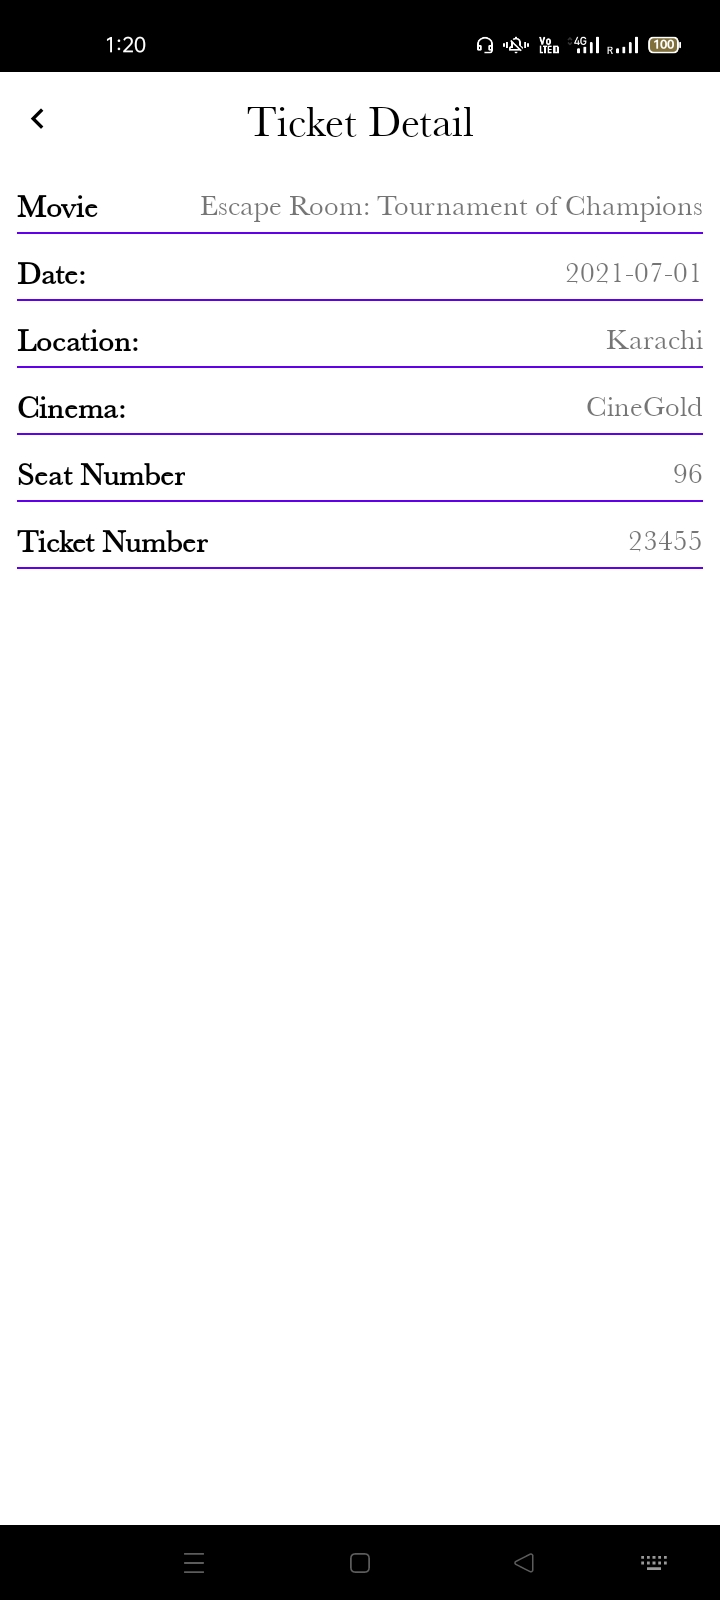 1:20
Vo
LTED
4G
R
100
Ticket Detail
Movie Escape Room: Tournament of Champions
Date: 2021-07-01
Location: Karachi
Cinema: CineGold
Seat Number 96
Ticket Number 23455